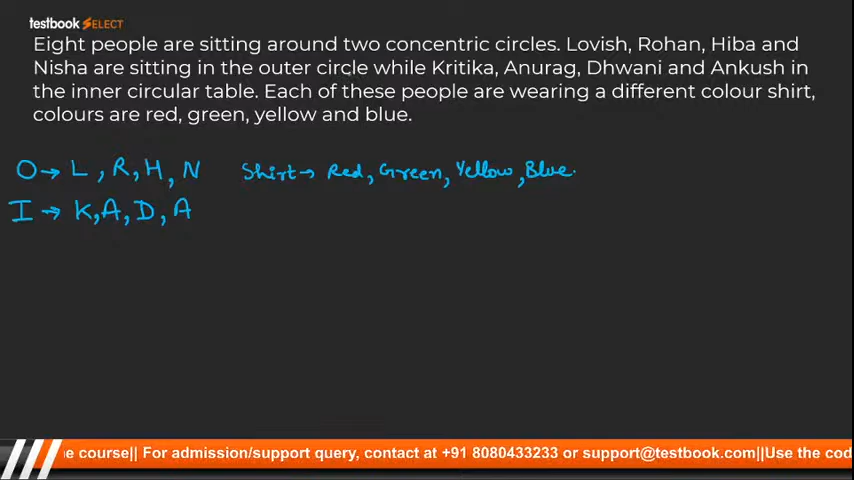 testbook SELECT
Eight people are sitting around two concentric circles. Lovish, Rohan, Hiba and
Nisha are sitting in the outer circle while Kritika, Anurag, Dhwani and Ankush in
the inner circular table. Each of these people are wearing a different colour shirt,
colours are red, green, yellow and blue.
O→ L, R, H, N Shirt→ Red, Green, Yellow, Blue.
I→ K, A, D, A
e course|| For admission/support query, contact at +91 8080433233 or support@testbook.com||Use the cod